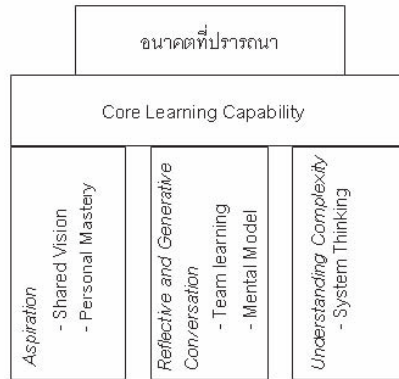 อนาคตที่ปรารถนา
Core Learning Capability
Aspiration
- Shared Vision
- Personal Mastery
Reflective and Generative
Conversation
- Team learning
- Mental Model
Understanding Complexity
- System Thinking